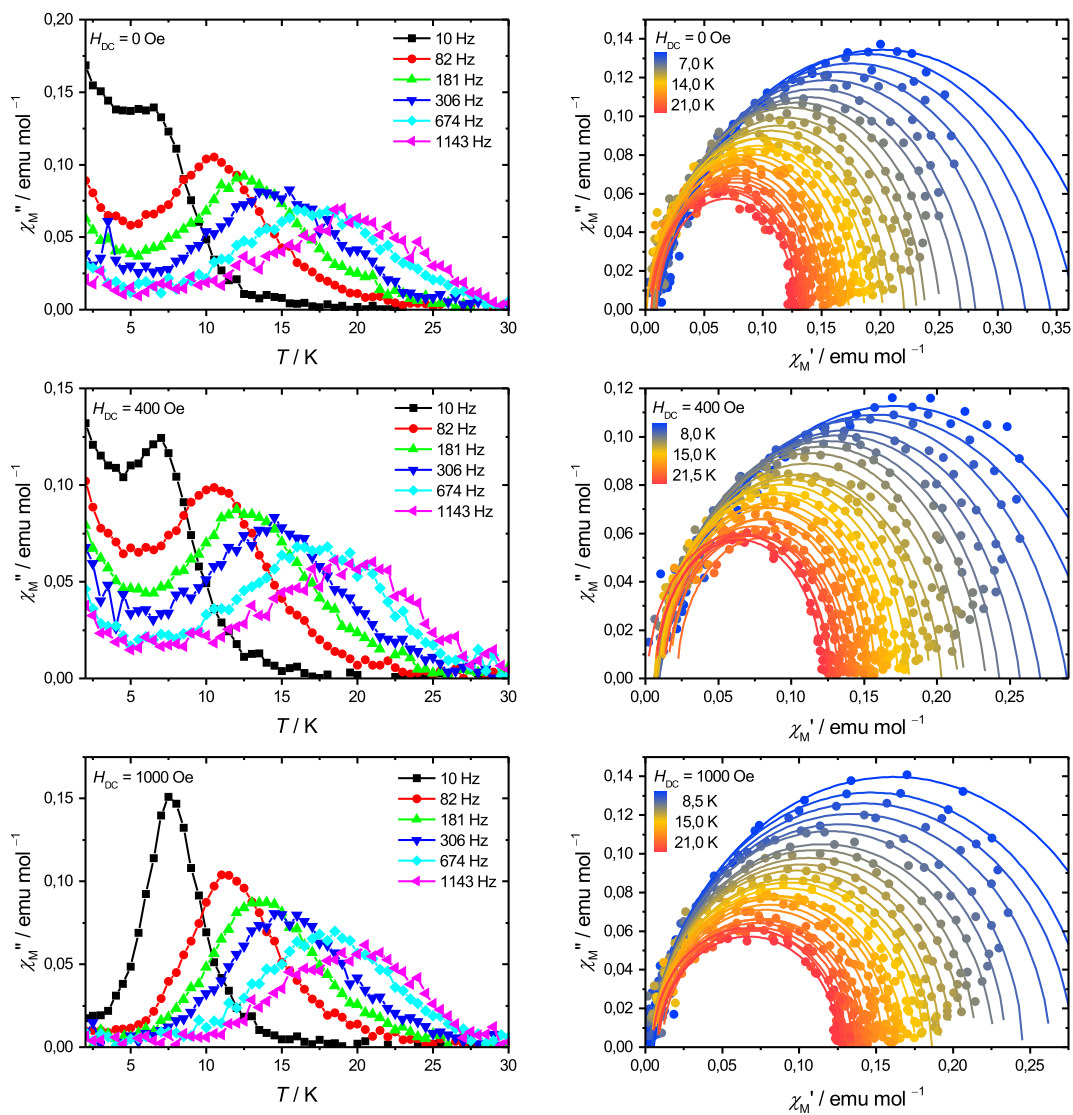 H_DC = 0 Oe
10 Hz
82 Hz
181 Hz
306 Hz
674 Hz
1143 Hz
0,20
0,15
0,10
0,05
0,00
χ_M'' / emu mol⁻¹
5 10 15 20 25 30
T / K
H_DC = 0 Oe
7,0 K
14,0 K
21,0 K
0,14
0,12
0,10
0,08
0,06
0,04
0,02
0,00
χ_M'' / emu mol⁻¹
0,00 0,05 0,10 0,15 0,20 0,25 0,30 0,35
χ_M' / emu mol⁻¹
H_DC = 400 Oe
10 Hz
82 Hz
181 Hz
306 Hz
674 Hz
1143 Hz
0,15
0,10
0,05
0,00
χ_M'' / emu mol⁻¹
5 10 15 20 25 30
T / K
H_DC = 400 Oe
8,0 K
15,0 K
21,5 K
0,12
0,10
0,08
0,06
0,04
0,02
0,00
χ_M'' / emu mol⁻¹
0,00 0,05 0,10 0,15 0,20 0,25
χ_M' / emu mol⁻¹
H_DC = 1000 Oe
10 Hz
82 Hz
181 Hz
306 Hz
674 Hz
1143 Hz
0,15
0,10
0,05
0,00
χ_M'' / emu mol⁻¹
5 10 15 20 25 30
T / K
H_DC = 1000 Oe
8,5 K
15,0 K
21,0 K
0,14
0,12
0,10
0,08
0,06
0,04
0,02
0,00
χ_M'' / emu mol⁻¹
0,00 0,05 0,10 0,15 0,20 0,25
χ_M' / emu mol⁻¹